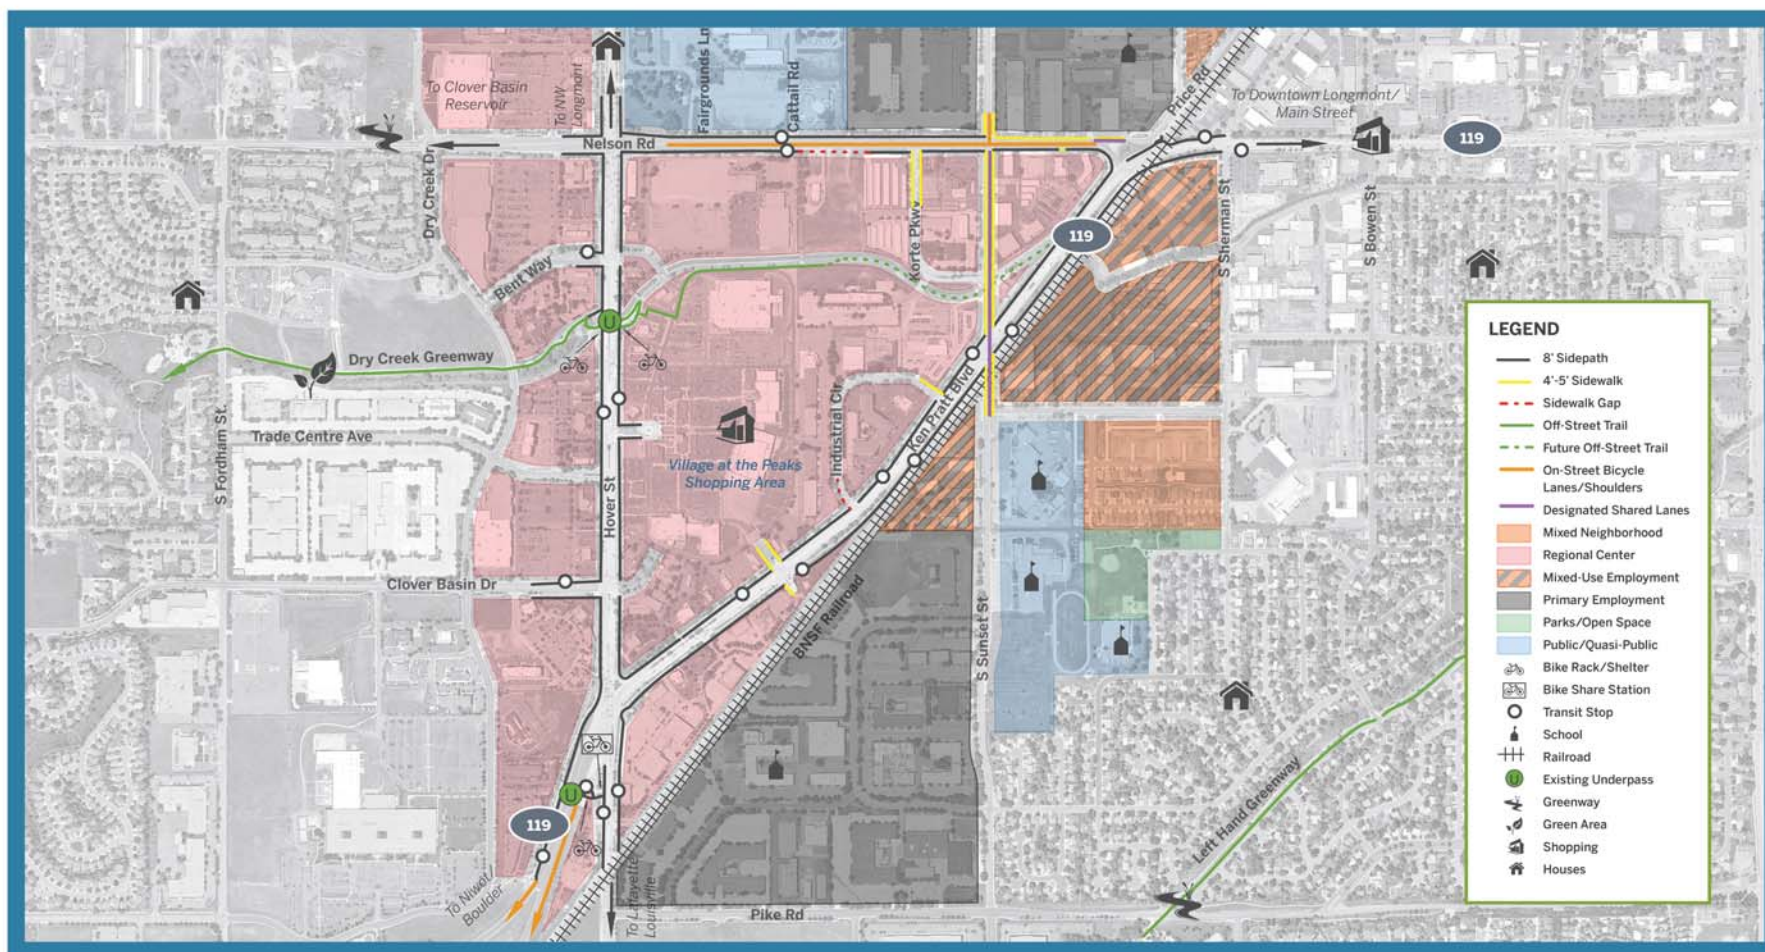 Fairgrounds Ln
Cattail Rd
Price Rd
To Clover Basin
Reservoir
To NW
Longmont
To Downtown Longmont/
Main Street
Nelson Rd
119
Dry Creek Dr
Korte Pkwy
119
S Sherman St
S Bowen St
Bent Way
U
Dry Creek Greenway
S Fordham St.
Trade Centre Ave
Village at the Peaks
Shopping Area
Industrial Cir
Ken Pratt Blvd
Hover St
Clover Basin Dr
BNSF Railroad
S Sunset St
U
119
To Niwot/
Boulder
To Lafayette/
Louisville
Pike Rd
Left Hand Greenway
LEGEND
8' Sidepath
4'-5' Sidewalk
Sidewalk Gap
Off-Street Trail
Future Off-Street Trail
On-Street Bicycle
Lanes/Shoulders
Designated Shared Lanes
Mixed Neighborhood
Regional Center
Mixed-Use Employment
Primary Employment
Parks/Open Space
Public/Quasi-Public
Bike Rack/Shelter
Bike Share Station
Transit Stop
School
Railroad
U
Existing Underpass
Greenway
Green Area
Shopping
Houses